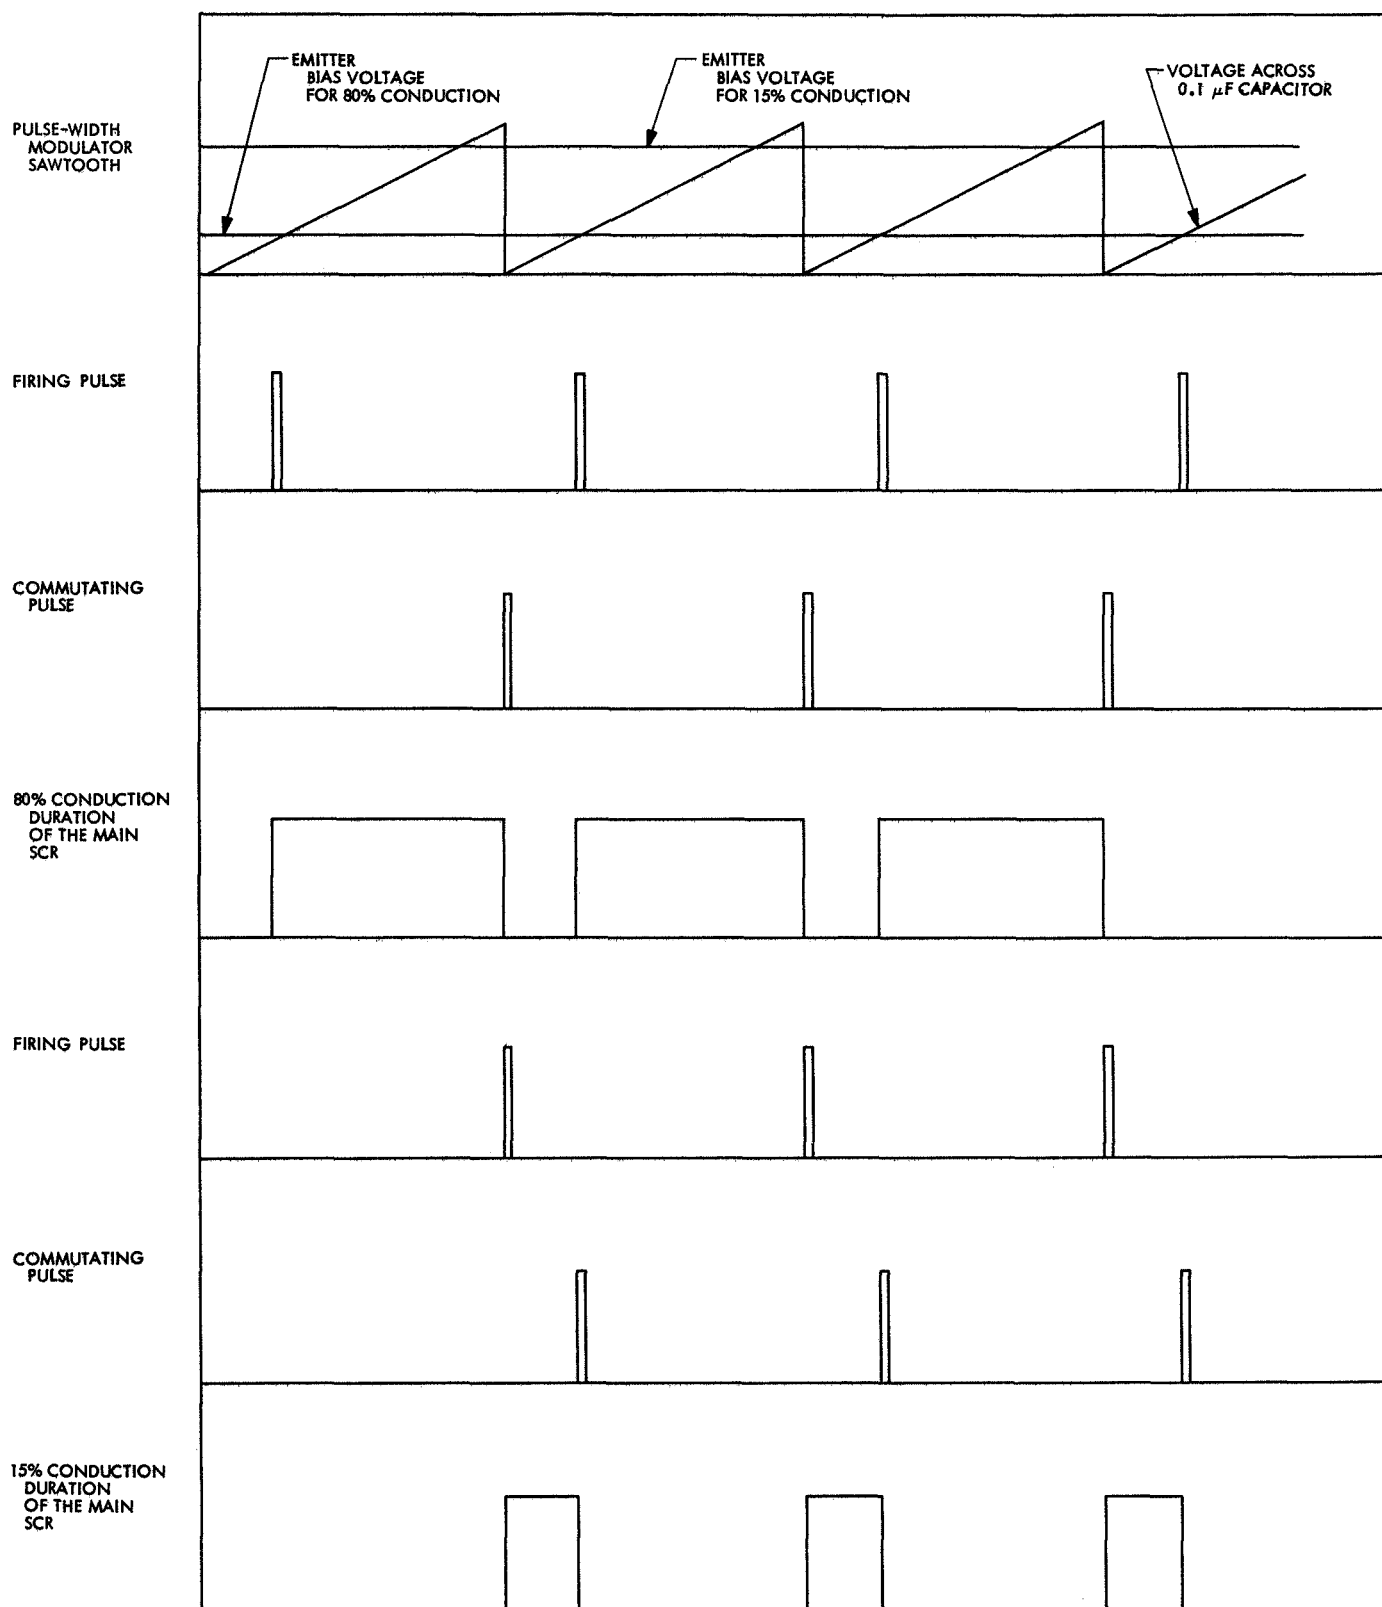 EMITTER
BIAS VOLTAGE
FOR 80% CONDUCTION
EMITTER
BIAS VOLTAGE
FOR 15% CONDUCTION
VOLTAGE ACROSS
0.1 μF CAPACITOR
PULSE-WIDTH
MODULATOR
SAWTOOTH
FIRING PULSE
COMMUTATING
PULSE
80% CONDUCTION
DURATION
OF THE MAIN
SCR
FIRING PULSE
COMMUTATING
PULSE
15% CONDUCTION
DURATION
OF THE MAIN
SCR